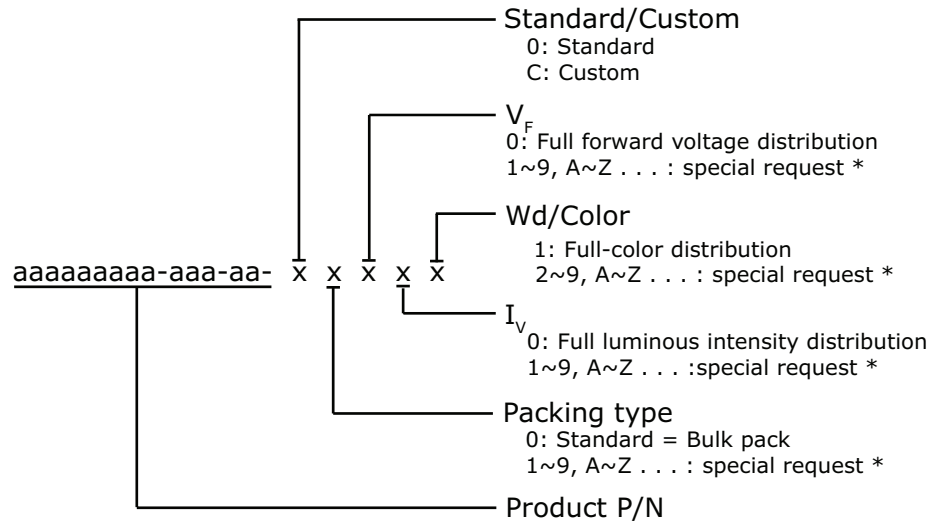 Standard/Custom
0: Standard
C: Custom
VF
0: Full forward voltage distribution
1~9, A~Z . . . : special request *
Wd/Color
1: Full-color distribution
2~9, A~Z . . . : special request *
aaaaaaaaa-aaa-aa- x x x x x
IV
0: Full luminous intensity distribution
1~9, A~Z . . . :special request *
Packing type
0: Standard = Bulk pack
1~9, A~Z . . . : special request *
Product P/N